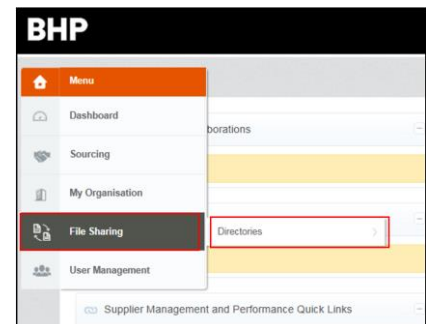 BHP
Menu
Dashboard
borations
Sourcing
My Organisation
File Sharing
Directories
User Management
Supplier Management and Performance Quick Links